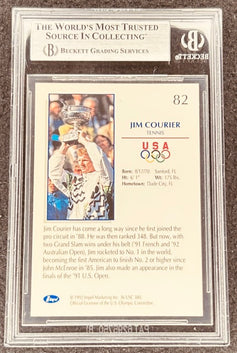 THE WORLD'S MOST TRUSTED
SOURCE IN COLLECTING
BECKETT GRADING SERVICES
82
JIM COURIER
TENNIS
USA
Born: 8/17/70 Sanford, FL
Ht: 6' 1" Wt: 175 lbs.
Hometown: Dade City, FL
Jim Courier has come a long way since he first joined the
pro circuit in '88. He was then ranked 348. But now, with
two Grand Slam wins under his belt ('91 French and '92
Australian Open), Jim rocketed to No. 1 in the world,
becoming the first American to finish No. 2 or higher since
John McEnroe in '85. Jim also made an appearance in the
finals of the '91 U.S. Open.
Impel
© 1992 Impel Marketing Inc.
Official Licensee of the U.S. Olympic Committee.